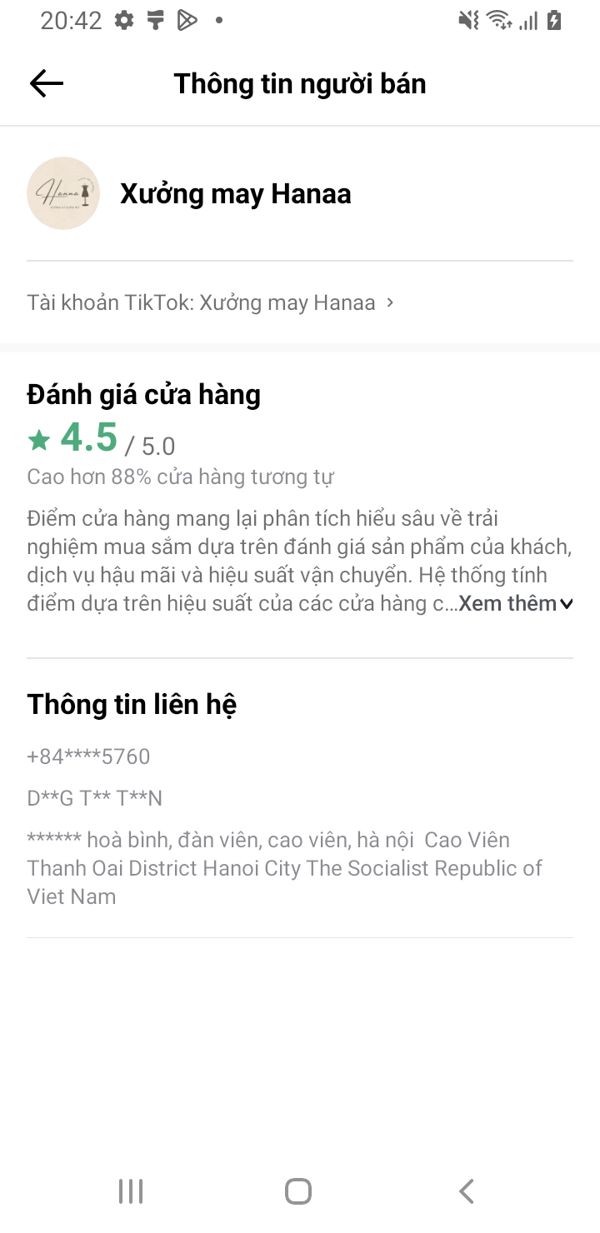 20:42
Thông tin người bán
Hanna
Xưởng may Hanaa
Tài khoản TikTok: Xưởng may Hanaa
Đánh giá cửa hàng
4.5 / 5.0
Cao hơn 88% cửa hàng tương tự
Điểm cửa hàng mang lại phân tích hiểu sâu về trải
nghiệm mua sắm dựa trên đánh giá sản phẩm của khách,
dịch vụ hậu mãi và hiệu suất vận chuyển. Hệ thống tính
điểm dựa trên hiệu suất của các cửa hàng c...Xem thêm
Thông tin liên hệ
+84****5760
D**G T** T**N
****** hoà bình, đàn viên, cao viên, hà nội  Cao Viên
Thanh Oai District Hanoi City The Socialist Republic of
Viet Nam